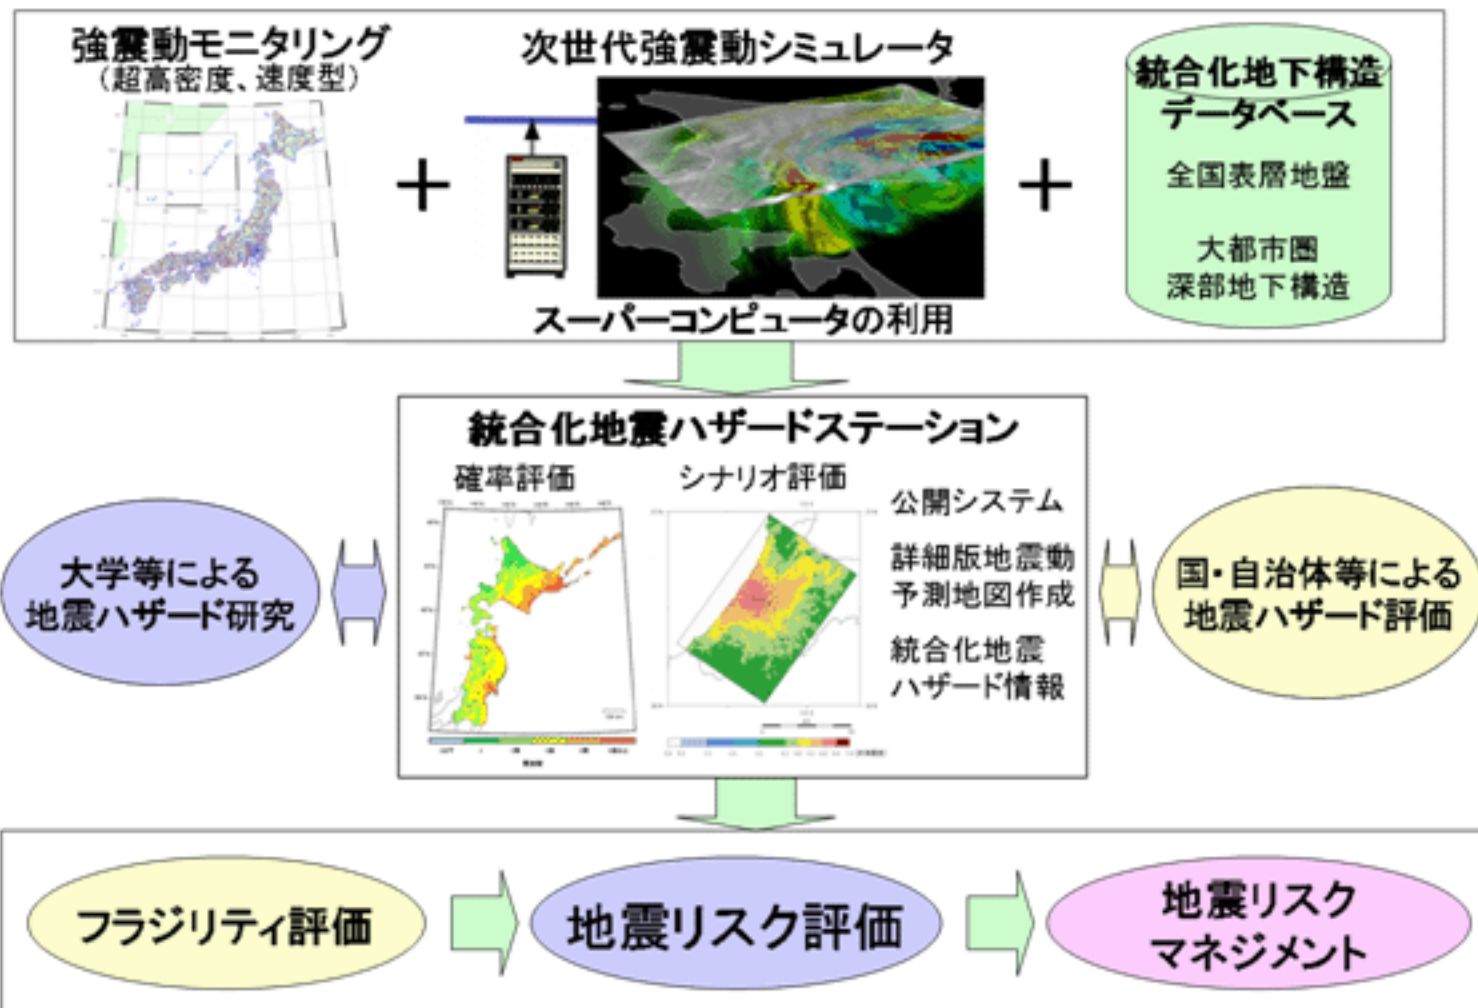 強震動モニタリング
（超高密度、速度型）
次世代強震動シミュレータ
スーパーコンピュータの利用
統合化地下構造
データベース
全国表層地盤
大都市圏
深部地下構造
統合化地震ハザードステーション
確率評価
シナリオ評価
公開システム
詳細版地震動
予測地図作成
統合化地震
ハザード情報
大学等による
地震ハザード研究
国・自治体等による
地震ハザード評価
フラジリティ評価
地震リスク評価
地震リスク
マネジメント